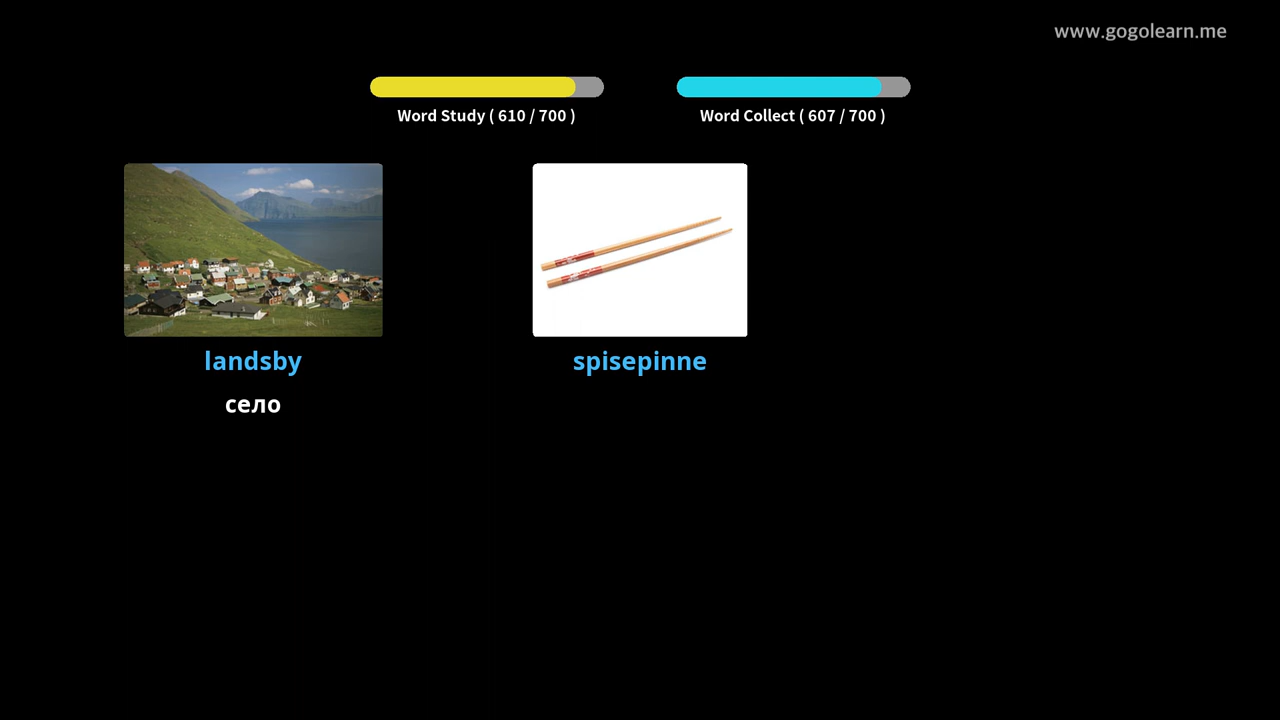 www.gogolearn.me
Word Study ( 610 / 700 )
Word Collect ( 607 / 700 )
landsby
spisepinne
село